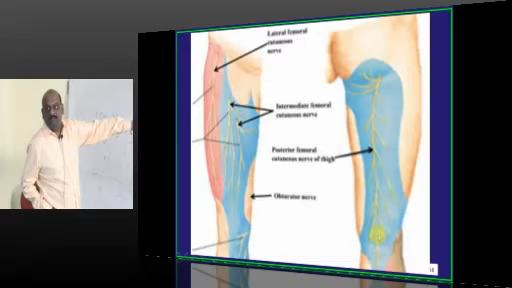 Lateral femoral
cutaneous
nerve
Intermediate femoral
cutaneous nerve
Posterior femoral
cutaneous nerve of thigh
Obturator nerve